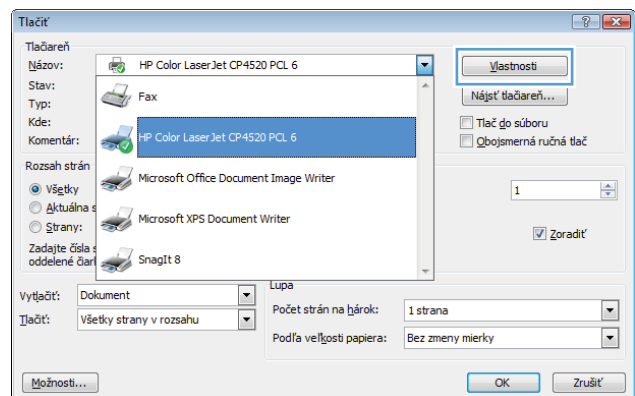 Tlačiť
Tlačiareň
Názov: HP Color LaserJet CP4520 PCL 6 Vlastnosti
Stav: Fax Nájsť tlačiareň...
Typ:
Kde: HP Color LaserJet CP4520 PCL 6 Tlač do súboru
Komentár: Obojsmerná ručná tlač
Rozsah strán Microsoft Office Document Image Writer
Všetky 1
Aktuálna s Microsoft XPS Document Writer
Strany: Zoradiť
Zadajte čísla s SnagIt 8
oddelené čiark
Lupa
Vytlačiť: Dokument
Počet strán na hárok: 1 strana
Tlačiť: Všetky strany v rozsahu
Podľa veľkosti papiera: Bez zmeny mierky
Možnosti... OK Zrušiť